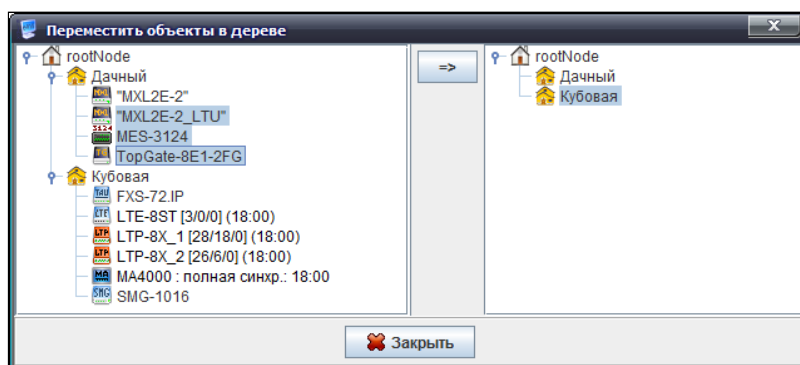 Переместить объекты в дереве
X
rootNode
Дачный
"MXL2E-2"
"MXL2E-2_LTU"
MES-3124
TopGate-8E1-2FG
Кубовая
FXS-72.IP
LTE-8ST [3/0/0] (18:00)
LTP-8X_1 [28/18/0] (18:00)
LTP-8X_2 [26/6/0] (18:00)
MA4000 : полная синхр.: 18:00
SMG-1016
=>
rootNode
Дачный
Кубовая
Закрыть